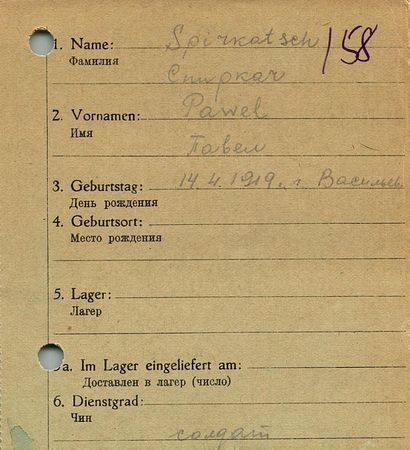 1. Name: Spirkatsch /58
Фамилия
Спиркач
2. Vornamen: Pawel
Имя
Павел
3. Geburtstag: 14.4.1919. г. Васильев
День рождения
4. Geburtsort:
Место рождения
5. Lager:
Лагер
a. Im Lager eingeliefert am:
Доставлен в лагер (число)
6. Dienstgrad:
Чин
солдат